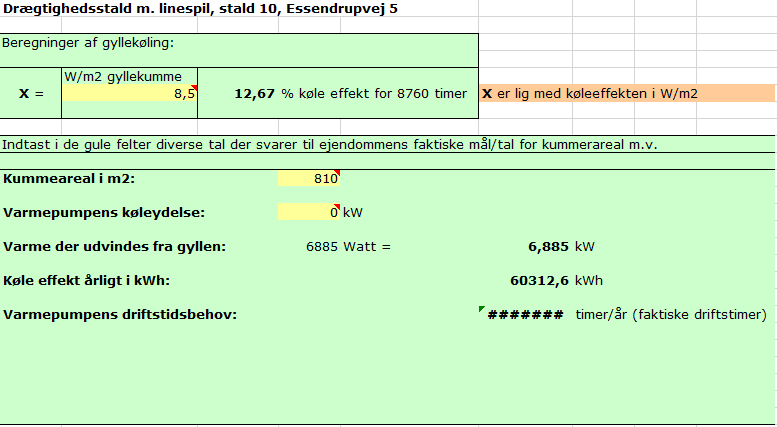 Drægtighedsstald m. linespil, stald 10, Essendrupvej 5
Beregninger af gyllekøling:
W/m2 gyllekumme
X = 8,5 12,67 % køle effekt for 8760 timer X er lig med køleeffekten i W/m2
Indtast i de gule felter diverse tal der svarer til ejendommens faktiske mål/tal for kummerareal m.v.
Kummeareal i m2: 810
Varmepumpens køleydelse: 0 kW
Varme der udvindes fra gyllen: 6885 Watt = 6,885 kW
Køle effekt årligt i kWh: 60312,6 kWh
Varmepumpens driftstidsbehov: ####### timer/år (faktiske driftstimer)